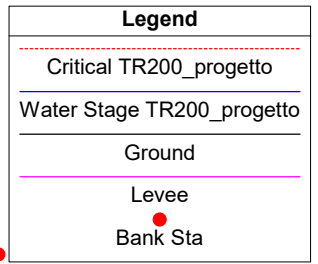 Legend
Critical TR200_progetto
Water Stage TR200_progetto
Ground
Levee
Bank Sta